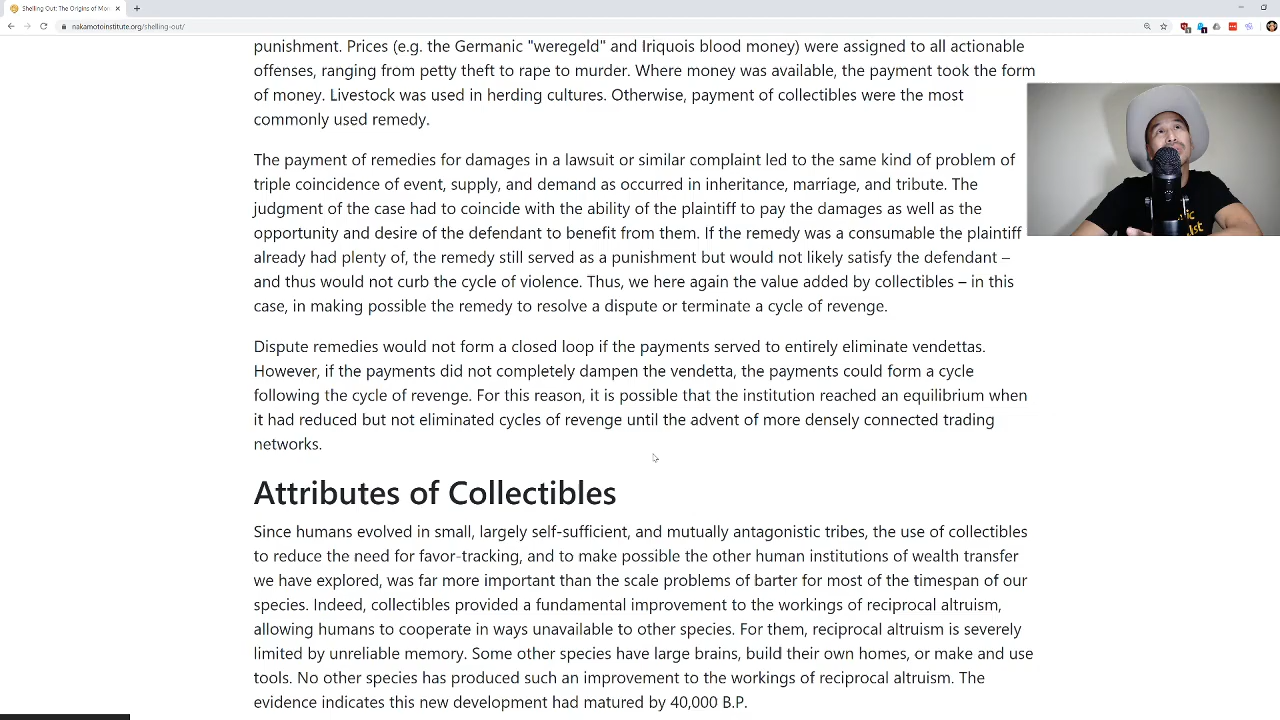 Shelling Out: The Origins of Mon
nakamotoinstitute.org/shelling-out/
punishment. Prices (e.g. the Germanic "weregeld" and Iriquois blood money) were assigned to all actionable
offenses, ranging from petty theft to rape to murder. Where money was available, the payment took the form
of money. Livestock was used in herding cultures. Otherwise, payment of collectibles were the most
commonly used remedy.
The payment of remedies for damages in a lawsuit or similar complaint led to the same kind of problem of
triple coincidence of event, supply, and demand as occurred in inheritance, marriage, and tribute. The
judgment of the case had to coincide with the ability of the plaintiff to pay the damages as well as the
opportunity and desire of the defendant to benefit from them. If the remedy was a consumable the plaintiff
already had plenty of, the remedy still served as a punishment but would not likely satisfy the defendant –
and thus would not curb the cycle of violence. Thus, we here again the value added by collectibles – in this
case, in making possible the remedy to resolve a dispute or terminate a cycle of revenge.
Dispute remedies would not form a closed loop if the payments served to entirely eliminate vendettas.
However, if the payments did not completely dampen the vendetta, the payments could form a cycle
following the cycle of revenge. For this reason, it is possible that the institution reached an equilibrium when
it had reduced but not eliminated cycles of revenge until the advent of more densely connected trading
networks.
Attributes of Collectibles
Since humans evolved in small, largely self-sufficient, and mutually antagonistic tribes, the use of collectibles
to reduce the need for favor-tracking, and to make possible the other human institutions of wealth transfer
we have explored, was far more important than the scale problems of barter for most of the timespan of our
species. Indeed, collectibles provided a fundamental improvement to the workings of reciprocal altruism,
allowing humans to cooperate in ways unavailable to other species. For them, reciprocal altruism is severely
limited by unreliable memory. Some other species have large brains, build their own homes, or make and use
tools. No other species has produced such an improvement to the workings of reciprocal altruism. The
evidence indicates this new development had matured by 40,000 B.P.